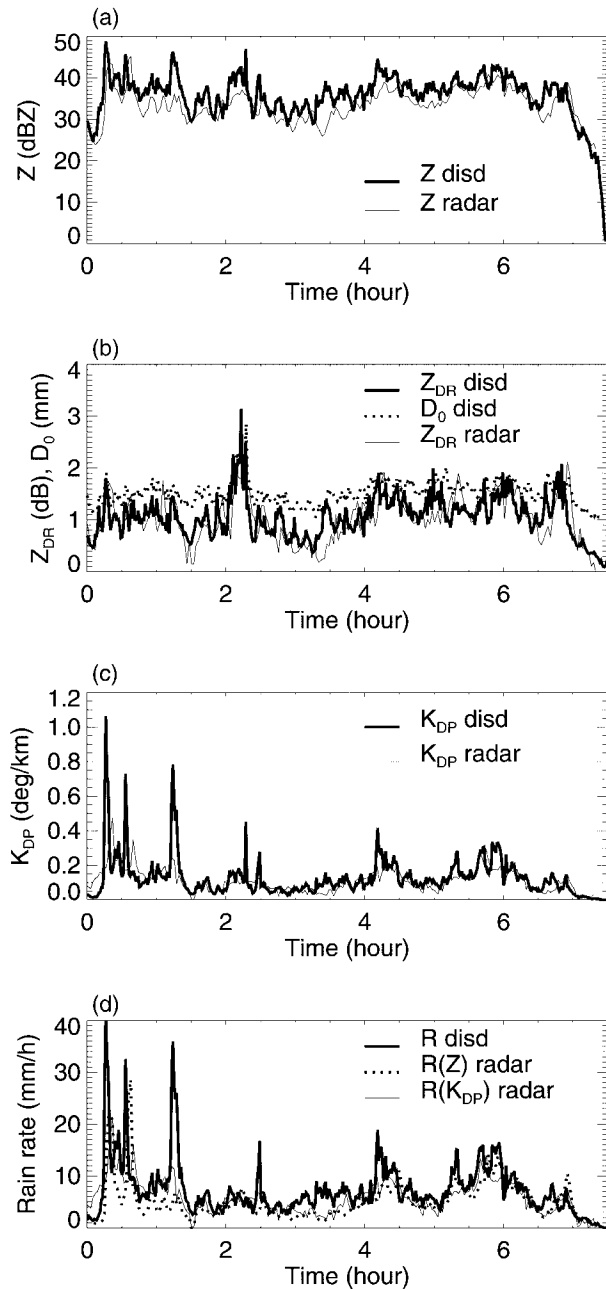 (a)
50
40
30
20
10
0
Z (dBZ)
Z disd
Z radar
0 2 4 6
Time (hour)
(b)
4
3
2
1
0
Z_DR (dB), D_0 (mm)
Z_DR disd
D_0 disd
Z_DR radar
0 2 4 6
Time (hour)
(c)
1.2
1.0
0.8
0.6
0.4
0.2
0.0
K_DP (deg/km)
K_DP disd
K_DP radar
0 2 4 6
Time (hour)
(d)
40
30
20
10
0
Rain rate (mm/h)
R disd
R(Z) radar
R(K_DP) radar
0 2 4 6
Time (hour)